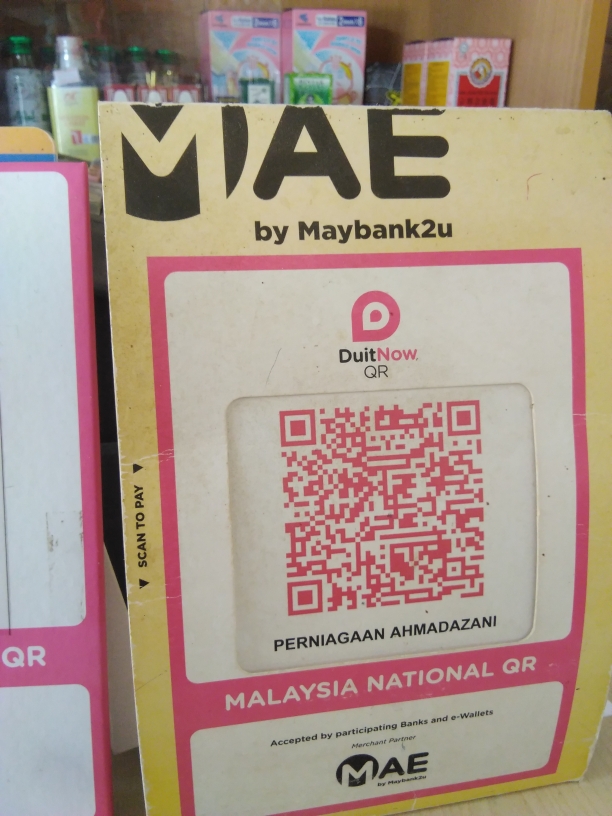 MAE
by Maybank2u
DuitNow
QR
SCAN TO PAY
PERNIAGAAN AHMADAZANI
MALAYSIA NATIONAL QR
Accepted by participating Banks and e-Wallets
Merchant Partner
MAE
by Maybank2u
QR